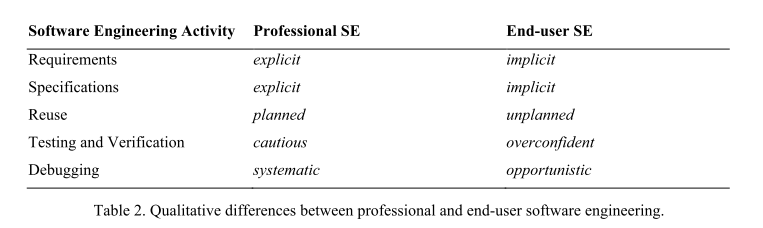 Software Engineering Activity Professional SE End-user SE
Requirements explicit implicit
Specifications explicit implicit
Reuse planned unplanned
Testing and Verification cautious overconfident
Debugging systematic opportunistic
Table 2. Qualitative differences between professional and end-user software engineering.